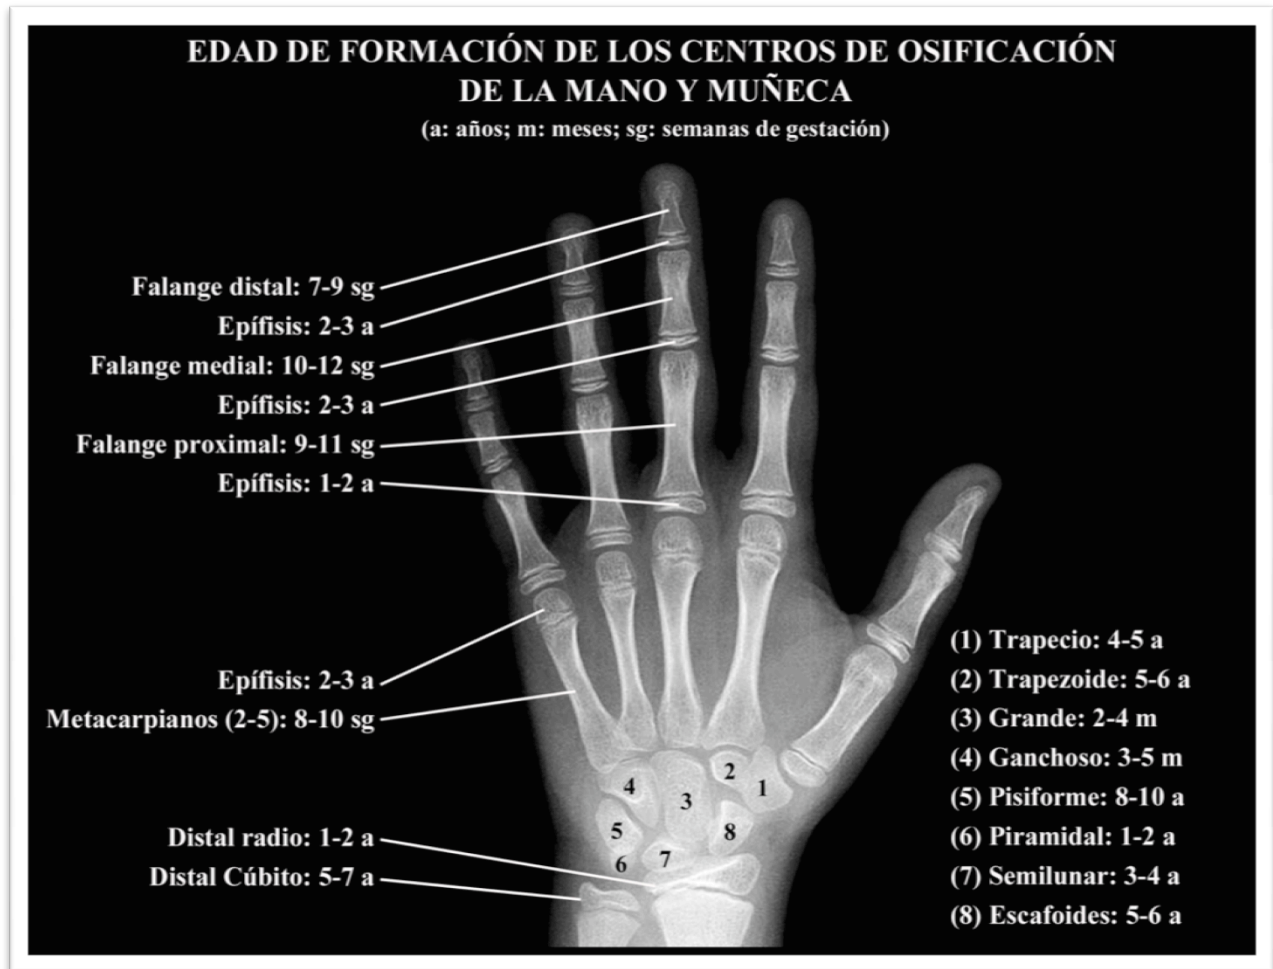 EDAD DE FORMACIÓN DE LOS CENTROS DE OSIFICACIÓN
DE LA MANO Y MUÑECA
(a: años; m: meses; sg: semanas de gestación)
Falange distal: 7-9 sg
Epífisis: 2-3 a
Falange medial: 10-12 sg
Epífisis: 2-3 a
Falange proximal: 9-11 sg
Epífisis: 1-2 a
Epífisis: 2-3 a
Metacarpianos (2-5): 8-10 sg
Distal radio: 1-2 a
Distal Cúbito: 5-7 a
2
4
1
3
5
8
7
6
(1) Trapecio: 4-5 a
(2) Trapezoide: 5-6 a
(3) Grande: 2-4 m
(4) Ganchoso: 3-5 m
(5) Pisiforme: 8-10 a
(6) Piramidal: 1-2 a
(7) Semilunar: 3-4 a
(8) Escafoides: 5-6 a